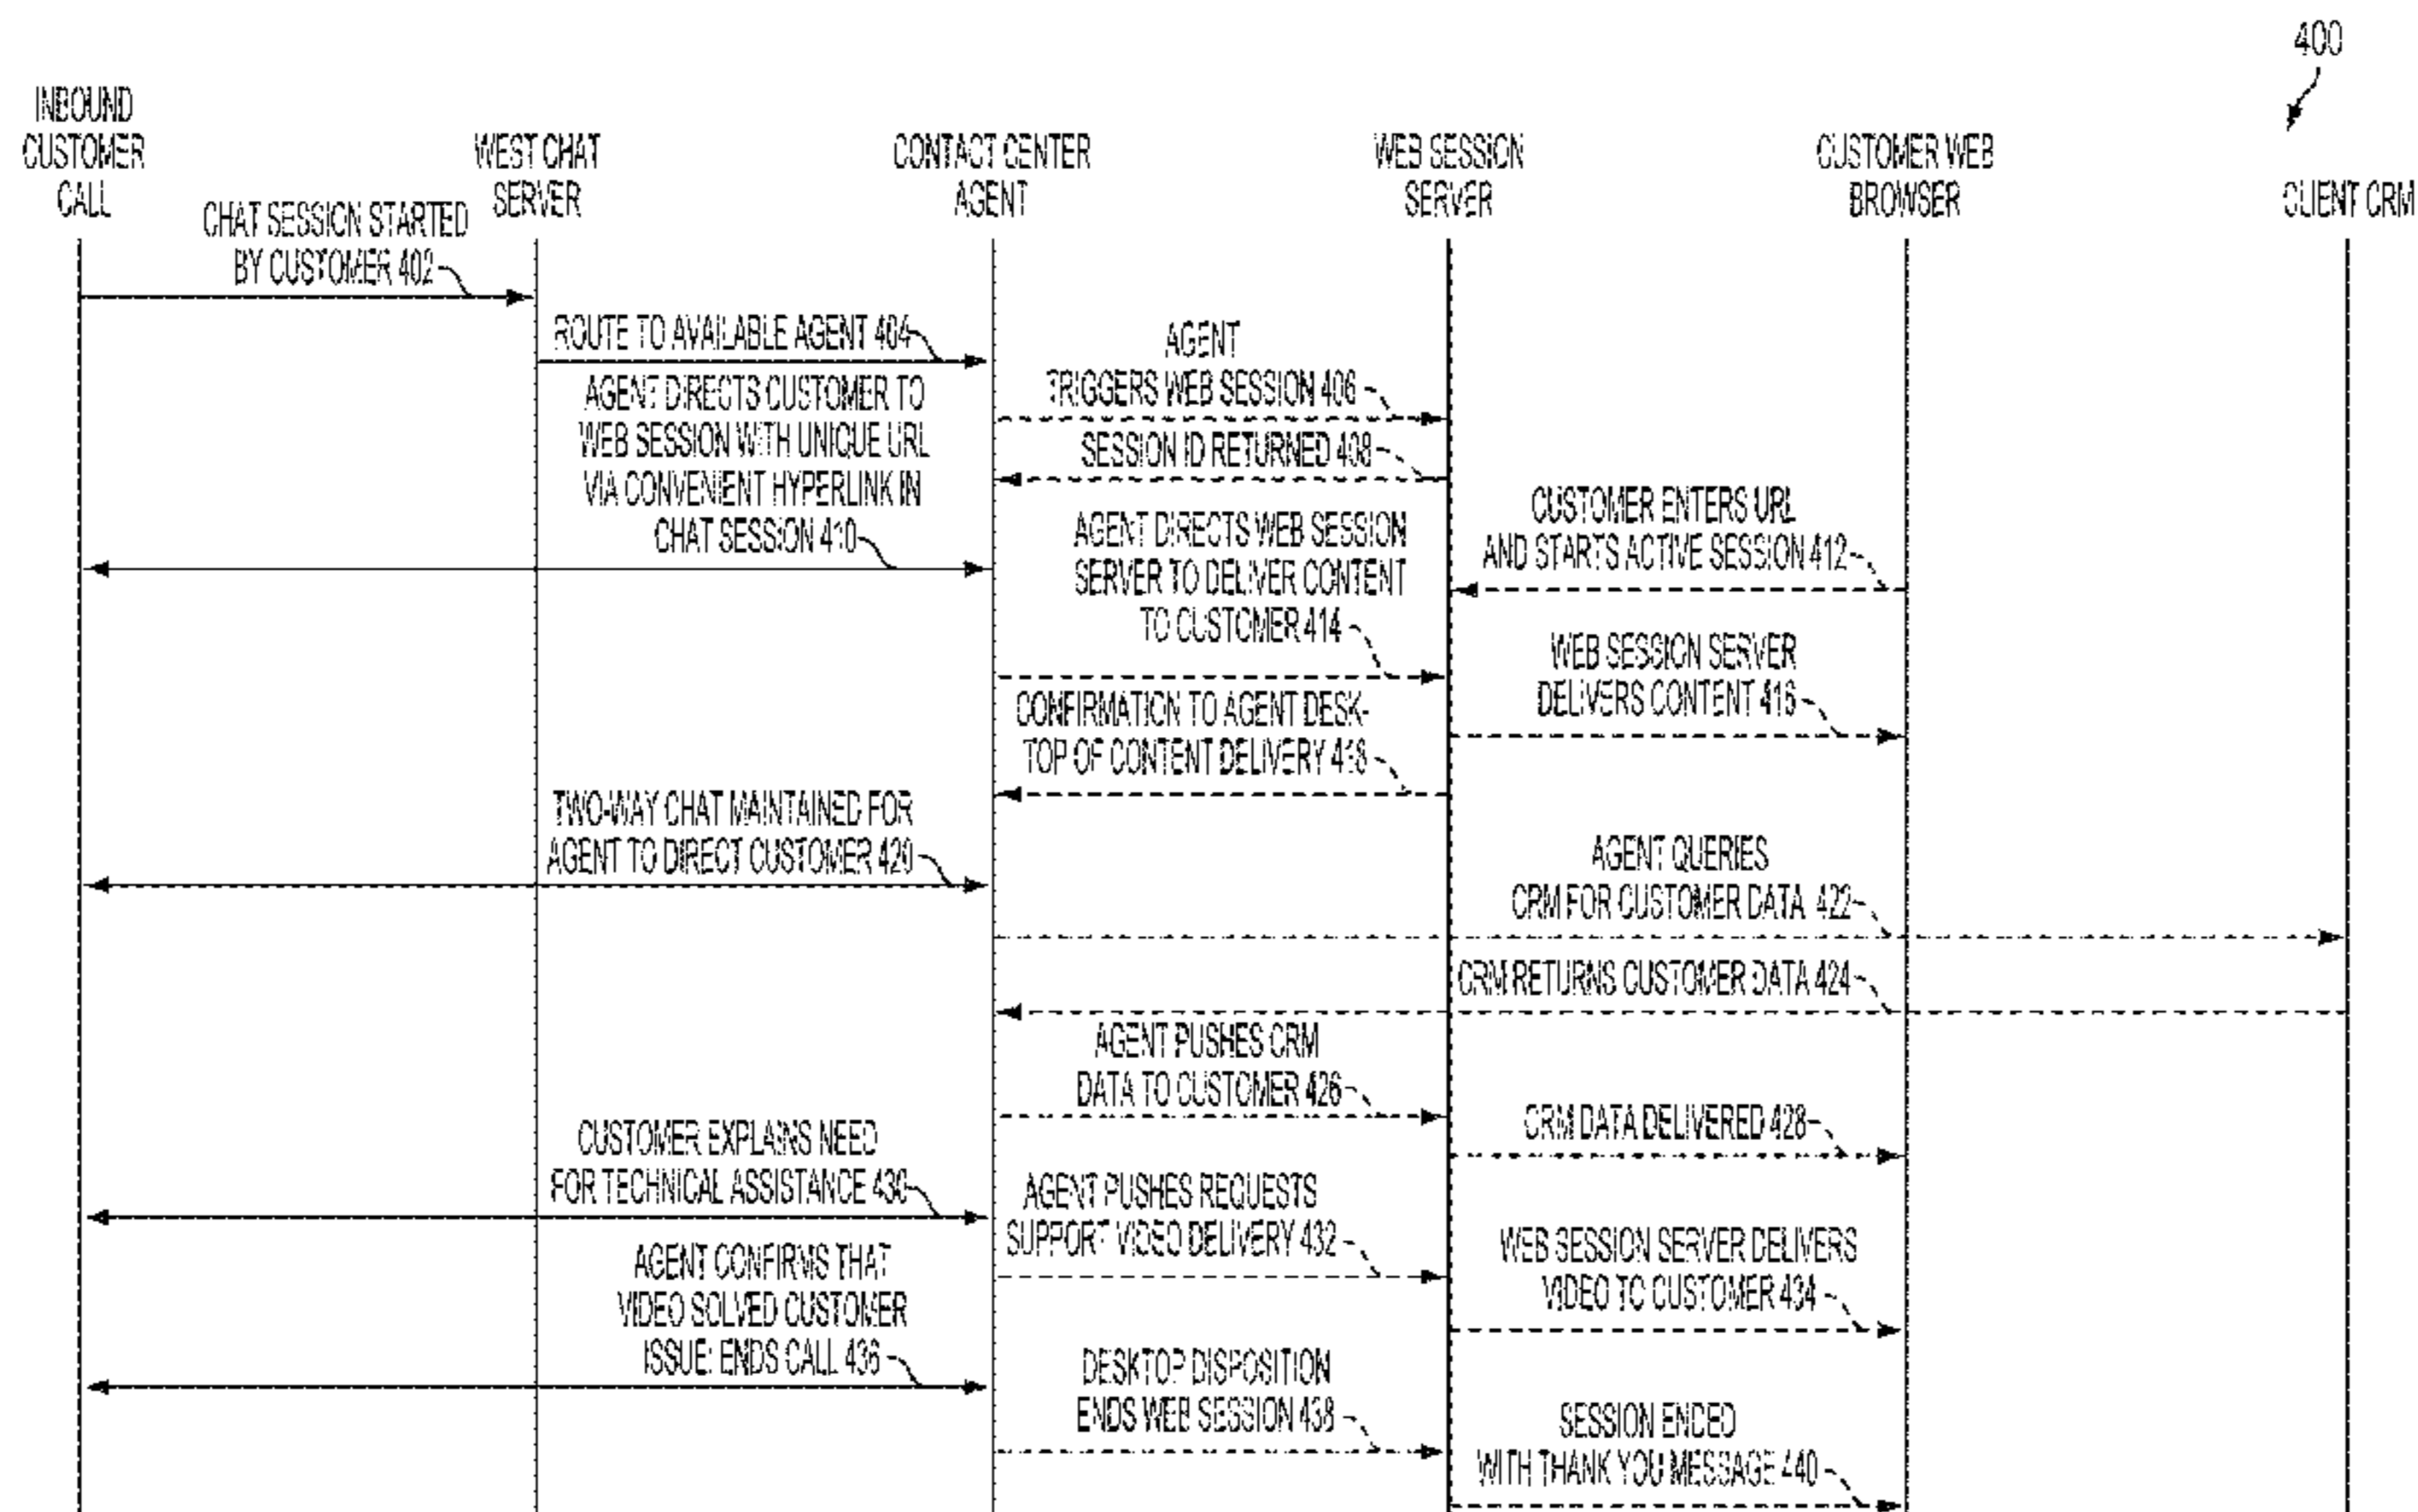 400
INBOUND
CUSTOMER
CALL
WEST CHAT
SERVER
CONTACT CENTER
AGENT
WEB SESSION
SERVER
CUSTOMER WEB
BROWSER
CLIENT CRM
CHAT SESSION STARTED
BY CUSTOMER 402
ROUTE TO AVAILABLE AGENT 404
AGENT
TRIGGERS WEB SESSION 406
SESSION ID RETURNED 408
AGENT DIRECTS CUSTOMER TO
WEB SESSION WITH UNIQUE URL
VIA CONVENIENT HYPERLINK IN
CHAT SESSION 410
CUSTOMER ENTERS URL
AND STARTS ACTIVE SESSION 412
AGENT DIRECTS WEB SESSION
SERVER TO DELIVER CONTENT
TO CUSTOMER 414
WEB SESSION SERVER
DELIVERS CONTENT 416
CONFIRMATION TO AGENT DESK-
TOP OF CONTENT DELIVERY 418
TWO-WAY CHAT MAINTAINED FOR
AGENT TO DIRECT CUSTOMER 420
AGENT QUERIES
CRM FOR CUSTOMER DATA 422
CRM RETURNS CUSTOMER DATA 424
AGENT PUSHES CRM
DATA TO CUSTOMER 426
CRM DATA DELIVERED 428
CUSTOMER EXPLAINS NEED
FOR TECHNICAL ASSISTANCE 430
AGENT PUSHES REQUESTS
SUPPORT VIDEO DELIVERY 432
WEB SESSION SERVER DELIVERS
VIDEO TO CUSTOMER 434
AGENT CONFIRMS THAT
VIDEO SOLVED CUSTOMER
ISSUE: ENDS CALL 436
DESKTOP DISPOSITION
ENDS WEB SESSION 438
SESSION ENDED
WITH THANK YOU MESSAGE 440